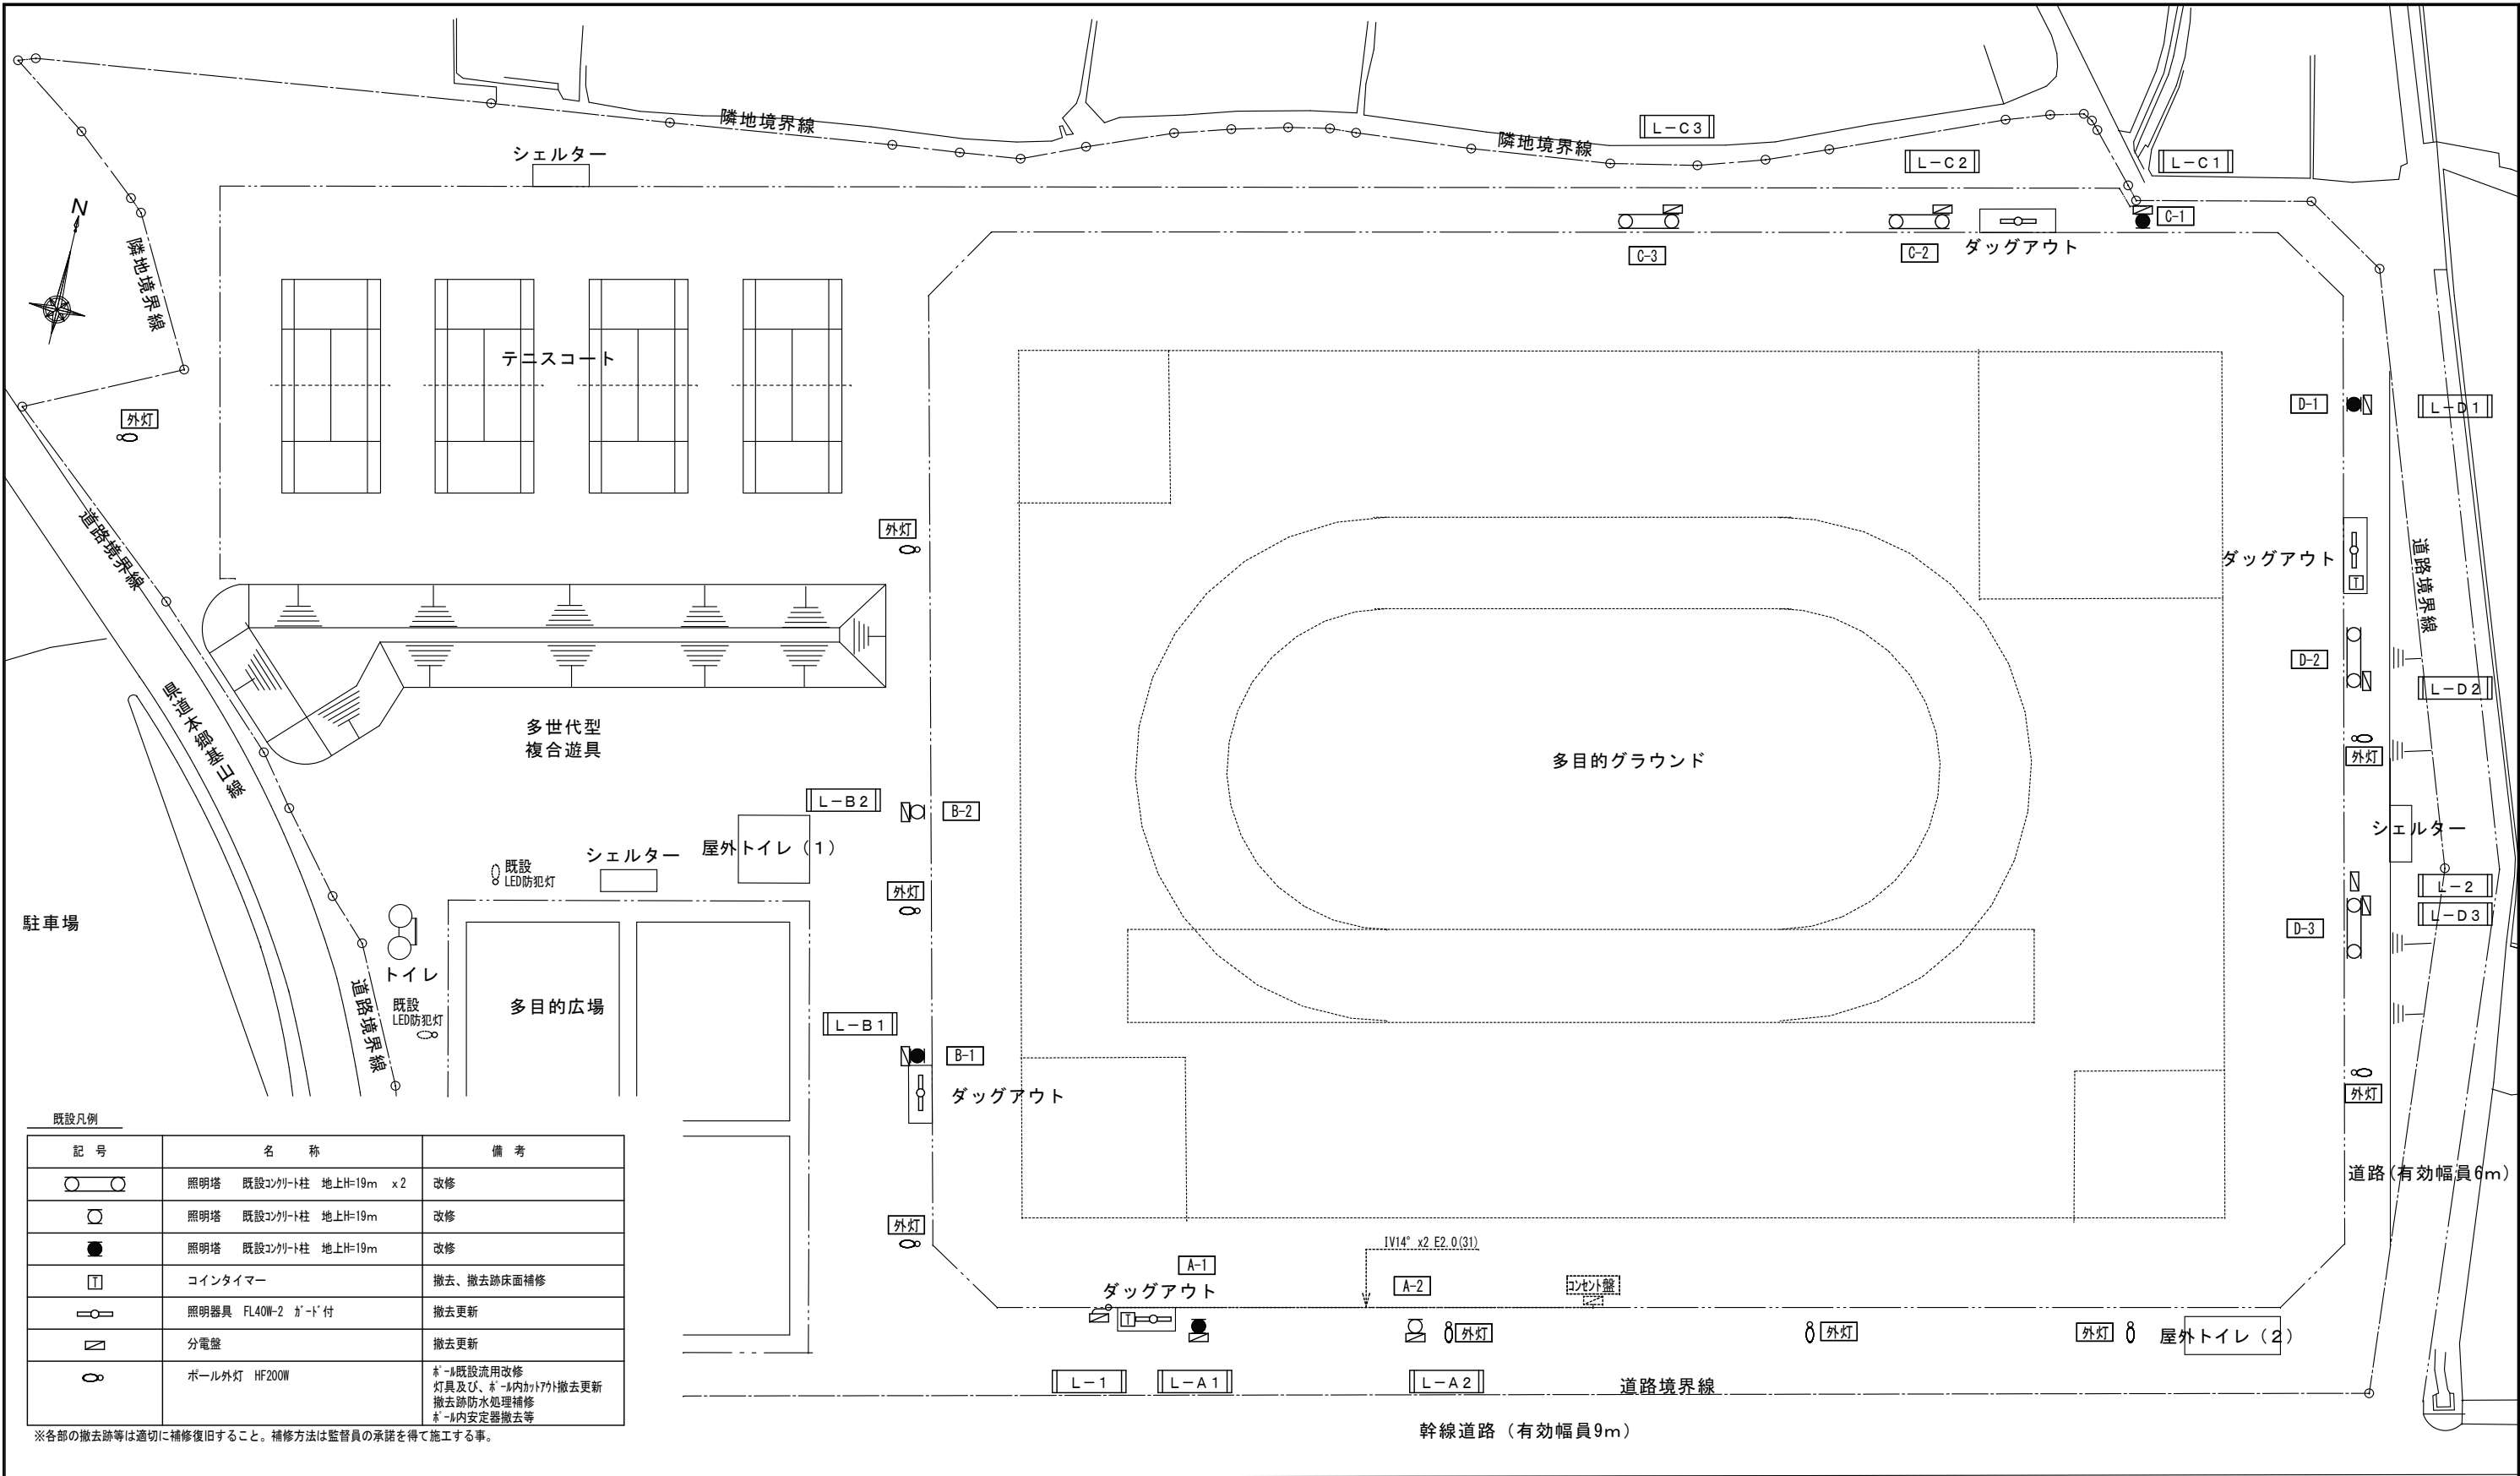 隣地境界線
隣地境界線
L-C3
L-C2
L-C1
シェルター
N
隣地境界線
C-1
C-3
C-2
ダッグアウト
テニスコート
外灯
D-1
L-D1
道路境界線
外灯
ダッグアウト
T
道路境界線
D-2
L-D2
県道本郷基山線
多世代型
複合遊具
多目的グラウンド
外灯
L-B2
B-2
シェルター
屋外トイレ(1)
シェルター
既設
LED防犯灯
外灯
L-2
L-D3
D-3
駐車場
トイレ
既設
LED防犯灯
道路境界線
多目的広場
L-B1
B-1
ダッグアウト
外灯
道路(有効幅員6m)
外灯
IV14° x2 E2.0(31)
A-1
ダッグアウト
A-2
コンセント盤
T
外灯
外灯
外灯
屋外トイレ(2)
L-1
L-A1
L-A2
道路境界線
幹線道路(有効幅員9m)
既設凡例
記 号 名 称 備 考
照明塔 既設コンクリート柱 地上H=19m x2 改修
照明塔 既設コンクリート柱 地上H=19m 改修
照明塔 既設コンクリート柱 地上H=19m 改修
T コインタイマー 撤去、撤去跡床面補修
照明器具 FL40W-2 ガード付 撤去更新
分電盤 撤去更新
ポール外灯 HF200W ポール既設流用改修
灯具及び、ポール内カットアウト撤去更新
撤去跡防水処理補修
ポール内安定器撤去等
※各部の撤去跡等は適切に補修復旧すること。補修方法は監督員の承諾を得て施工する事。